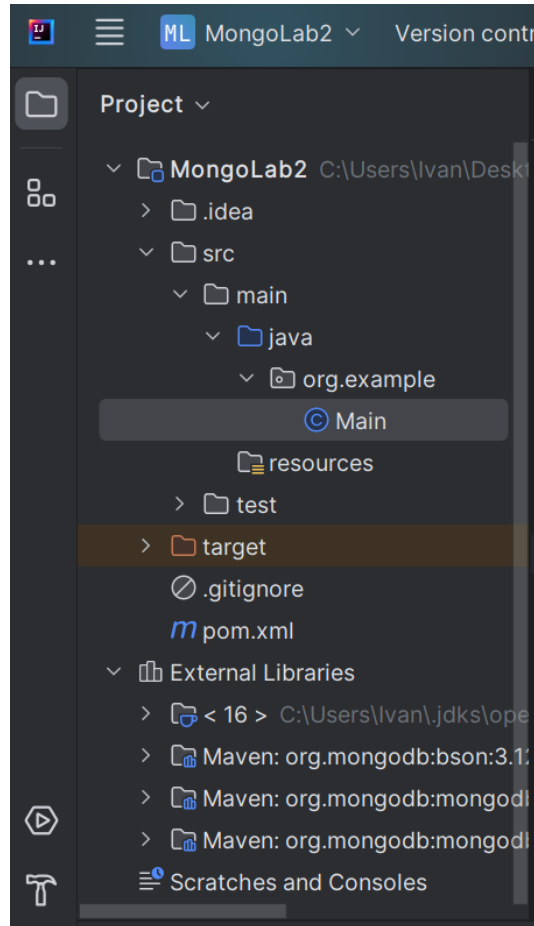 ML MongoLab2 Version contr
Project
MongoLab2 C:\Users\Ivan\Deskt
.idea
src
main
java
org.example
Main
resources
test
target
.gitignore
pom.xml
External Libraries
< 16 > C:\Users\Ivan\.jdks\ope
Maven: org.mongodb:bson:3.12
Maven: org.mongodb:mongod
Maven: org.mongodb:mongod
Scratches and Consoles